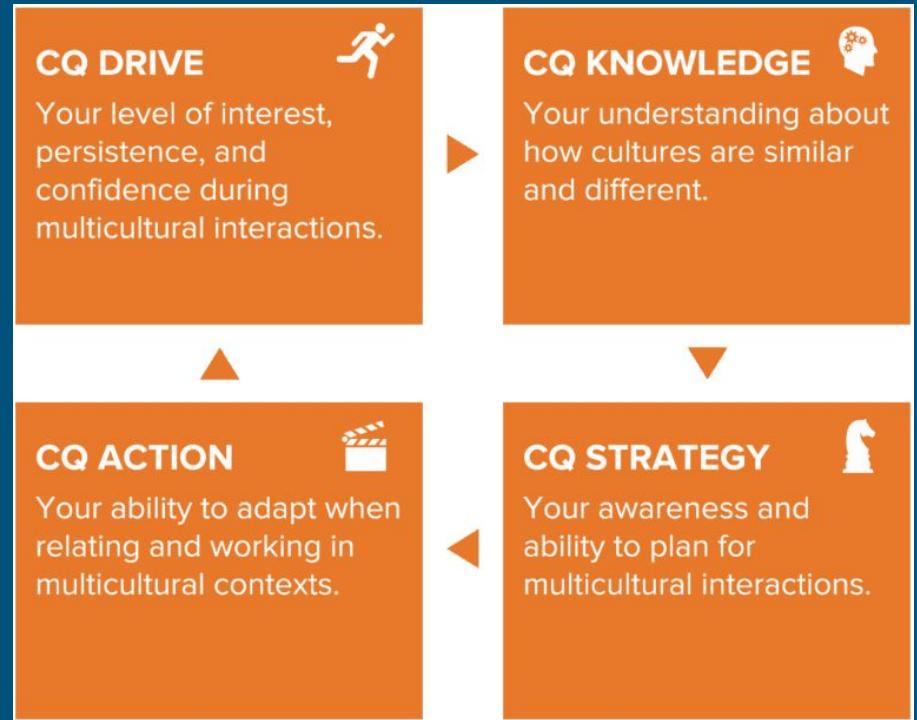 CQ DRIVE
Your level of interest,
persistence, and
confidence during
multicultural interactions.
CQ KNOWLEDGE
Your understanding about
how cultures are similar
and different.
CQ ACTION
Your ability to adapt when
relating and working in
multicultural contexts.
CQ STRATEGY
Your awareness and
ability to plan for
multicultural interactions.